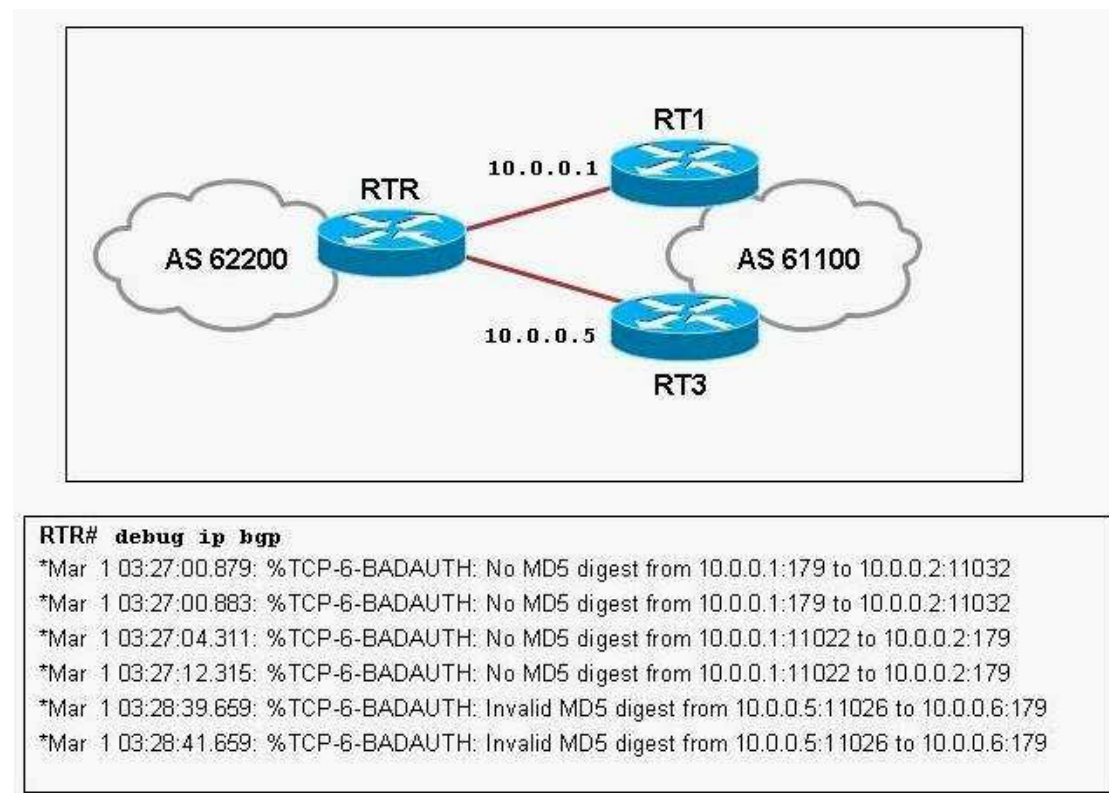 RT1
10.0.0.1
RTR
AS 62200
AS 61100
10.0.0.5
RT3
RTR# debug ip bgp
*Mar 1 03:27:00.879: %TCP-6-BADAUTH: No MD5 digest from 10.0.0.1:179 to 10.0.0.2:11032
*Mar 1 03:27:00.883: %TCP-6-BADAUTH: No MD5 digest from 10.0.0.1:179 to 10.0.0.2:11032
*Mar 1 03:27:04.311: %TCP-6-BADAUTH: No MD5 digest from 10.0.0.1:11022 to 10.0.0.2:179
*Mar 1 03:27:12.315: %TCP-6-BADAUTH: No MD5 digest from 10.0.0.1:11022 to 10.0.0.2:179
*Mar 1 03:28:39.659: %TCP-6-BADAUTH: Invalid MD5 digest from 10.0.0.5:11026 to 10.0.0.6:179
*Mar 1 03:28:41.659: %TCP-6-BADAUTH: Invalid MD5 digest from 10.0.0.5:11026 to 10.0.0.6:179